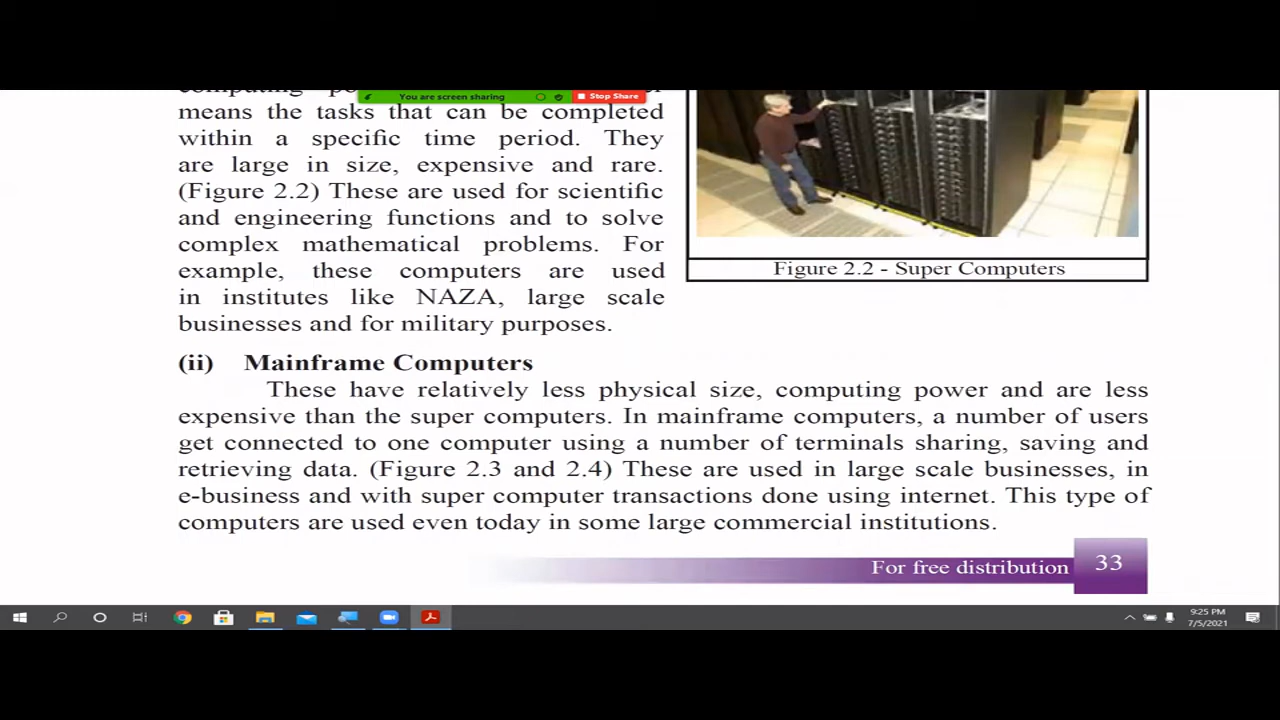 computing
You are screen sharing
Stop Share
means the tasks that can be completed
within a specific time period. They
are large in size, expensive and rare.
(Figure 2.2) These are used for scientific
and engineering functions and to solve
complex mathematical problems. For
example, these computers are used
in institutes like NAZA, large scale
businesses and for military purposes.
Figure 2.2 - Super Computers
(ii) Mainframe Computers
These have relatively less physical size, computing power and are less
expensive than the super computers. In mainframe computers, a number of users
get connected to one computer using a number of terminals sharing, saving and
retrieving data. (Figure 2.3 and 2.4) These are used in large scale businesses, in
e-business and with super computer transactions done using internet. This type of
computers are used even today in some large commercial institutions.
For free distribution 33
9:25 PM
7/5/2021